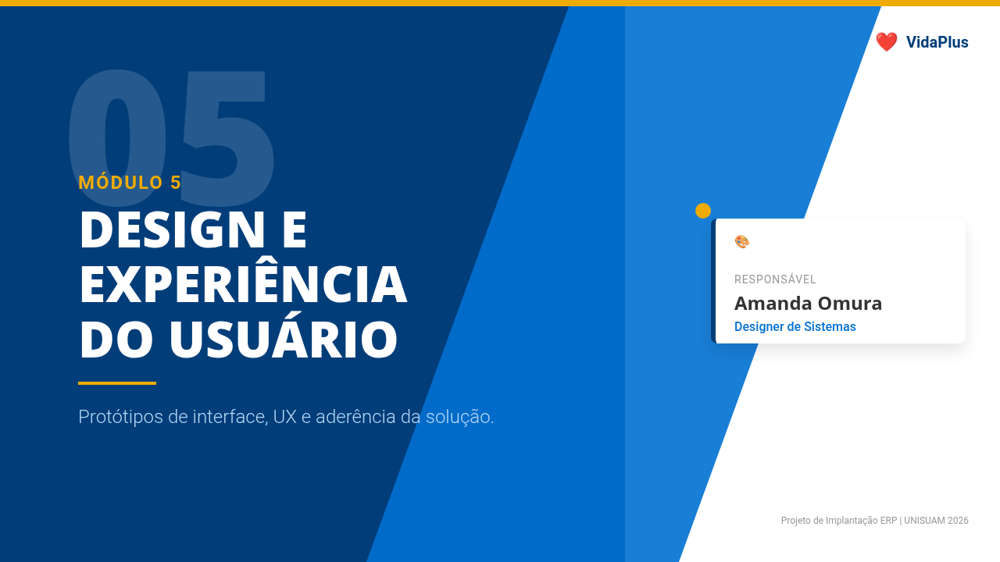 VidaPlus
05
MÓDULO 5
DESIGN E
EXPERIÊNCIA
DO USUÁRIO
Protótipos de interface, UX e aderência da solução.
RESPONSÁVEL
Amanda Omura
Designer de Sistemas
Projeto de Implantação ERP | UNISUAM 2026